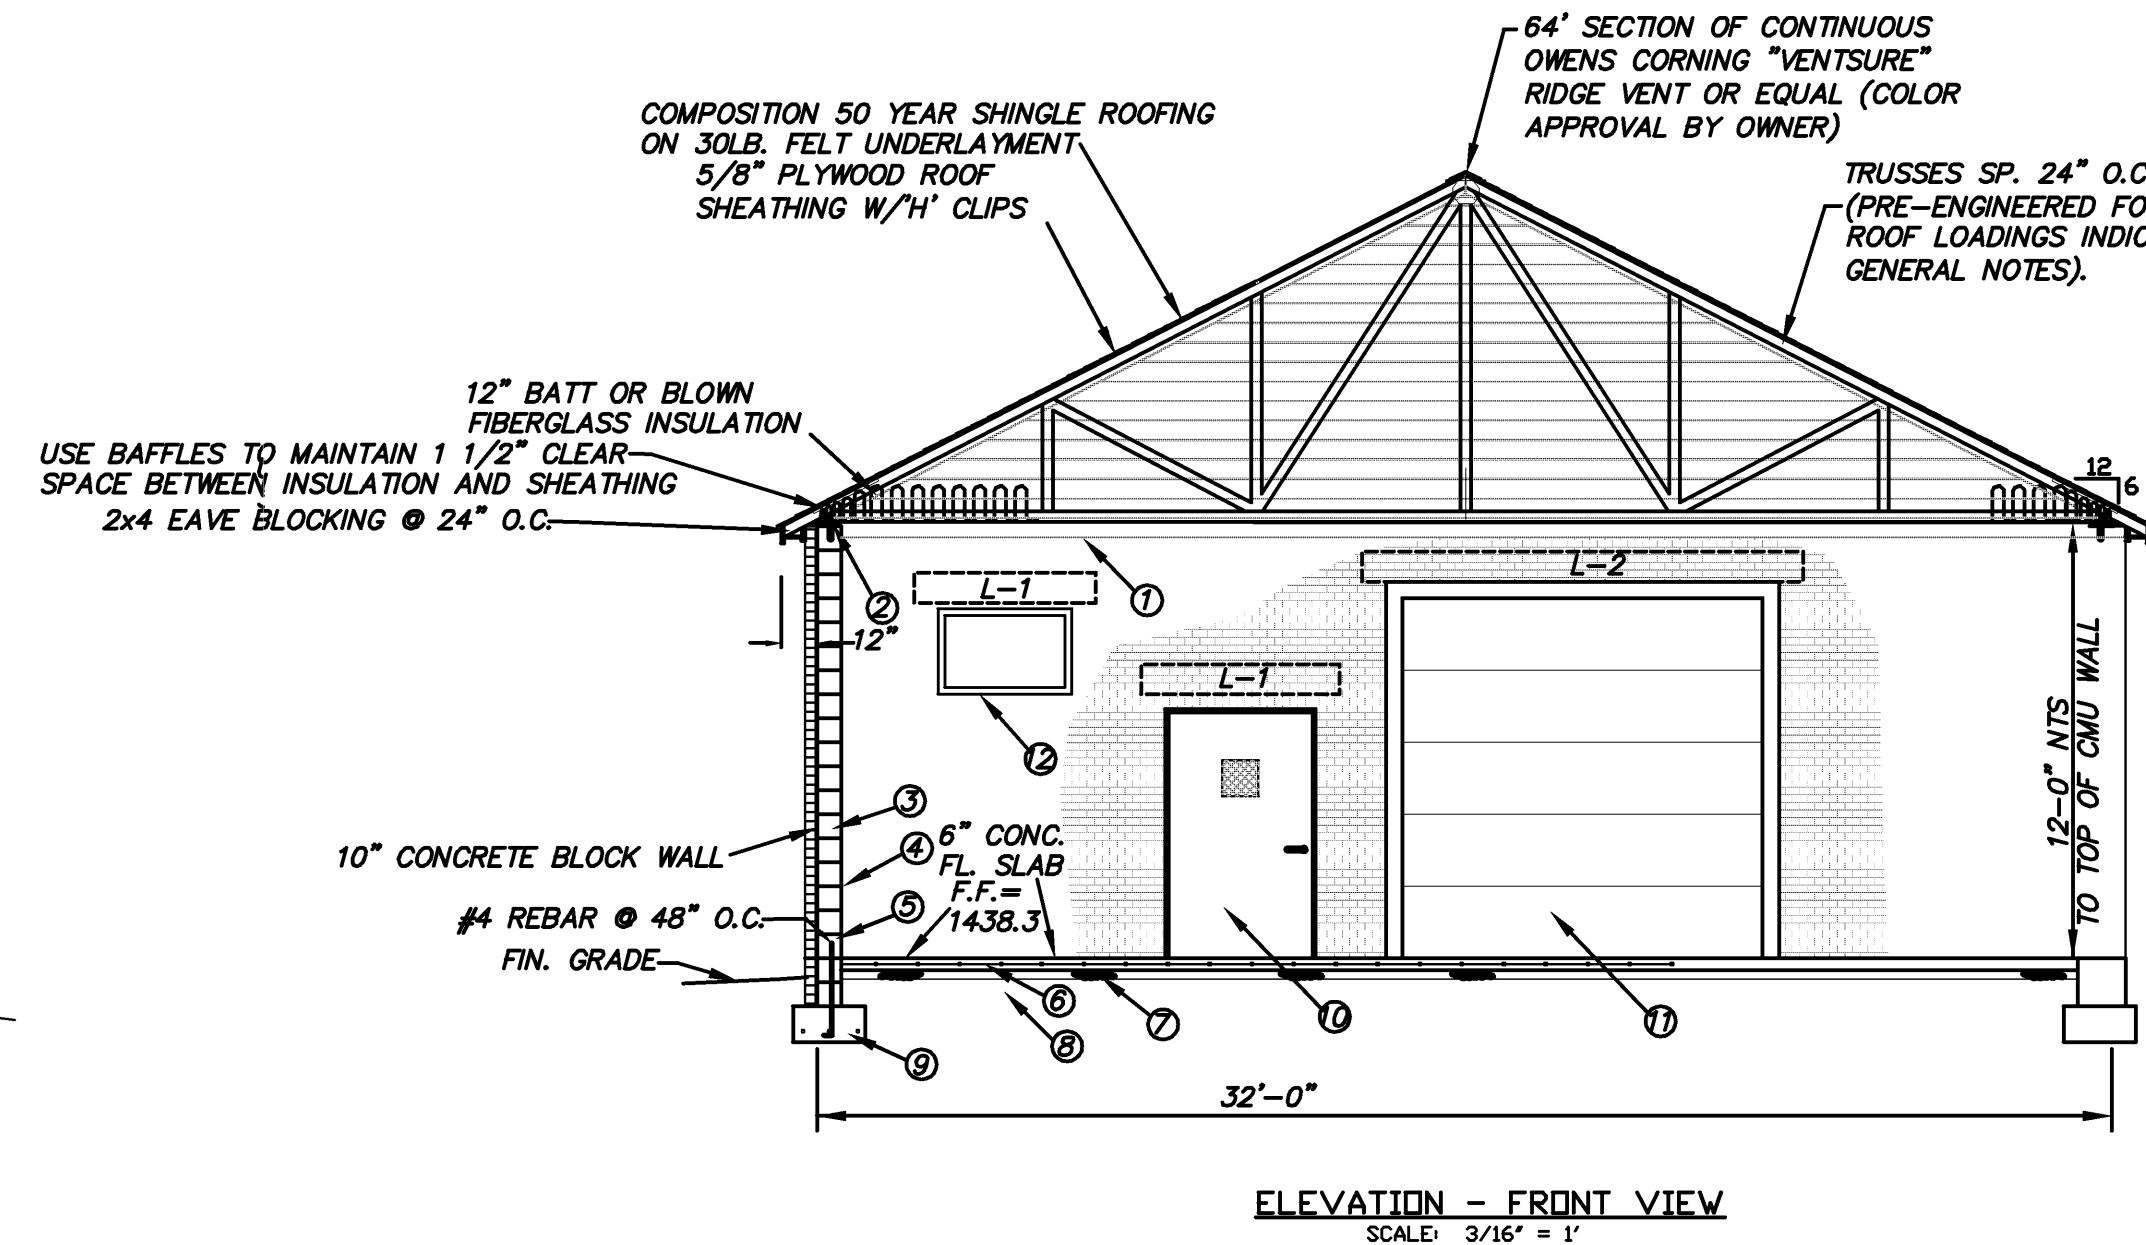 64' SECTION OF CONTINUOUS
OWENS CORNING "VENTSURE"
RIDGE VENT OR EQUAL (COLOR
APPROVAL BY OWNER)
COMPOSITION 50 YEAR SHINGLE ROOFING
ON 30LB. FELT UNDERLAYMENT
5/8" PLYWOOD ROOF
SHEATHING W/'H' CLIPS
TRUSSES SP. 24" O.C
(PRE-ENGINEERED FO
ROOF LOADINGS INDIC
GENERAL NOTES).
12" BATT OR BLOWN
FIBERGLASS INSULATION
USE BAFFLES TO MAINTAIN 1 1/2" CLEAR
SPACE BETWEEN INSULATION AND SHEATHING
2x4 EAVE BLOCKING @ 24" O.C.
12
6
L-1
L-2
1
2
12"
L-1
12
12-0" NTS
TO TOP OF CMU WALL
3
10" CONCRETE BLOCK WALL
4
6" CONC.
FL. SLAB
F.F.=
1438.3
5
#4 REBAR @ 48" O.C.
FIN. GRADE
6
7
8
9
10
11
32'-0"
ELEVATION - FRONT VIEW
SCALE: 3/16" = 1'